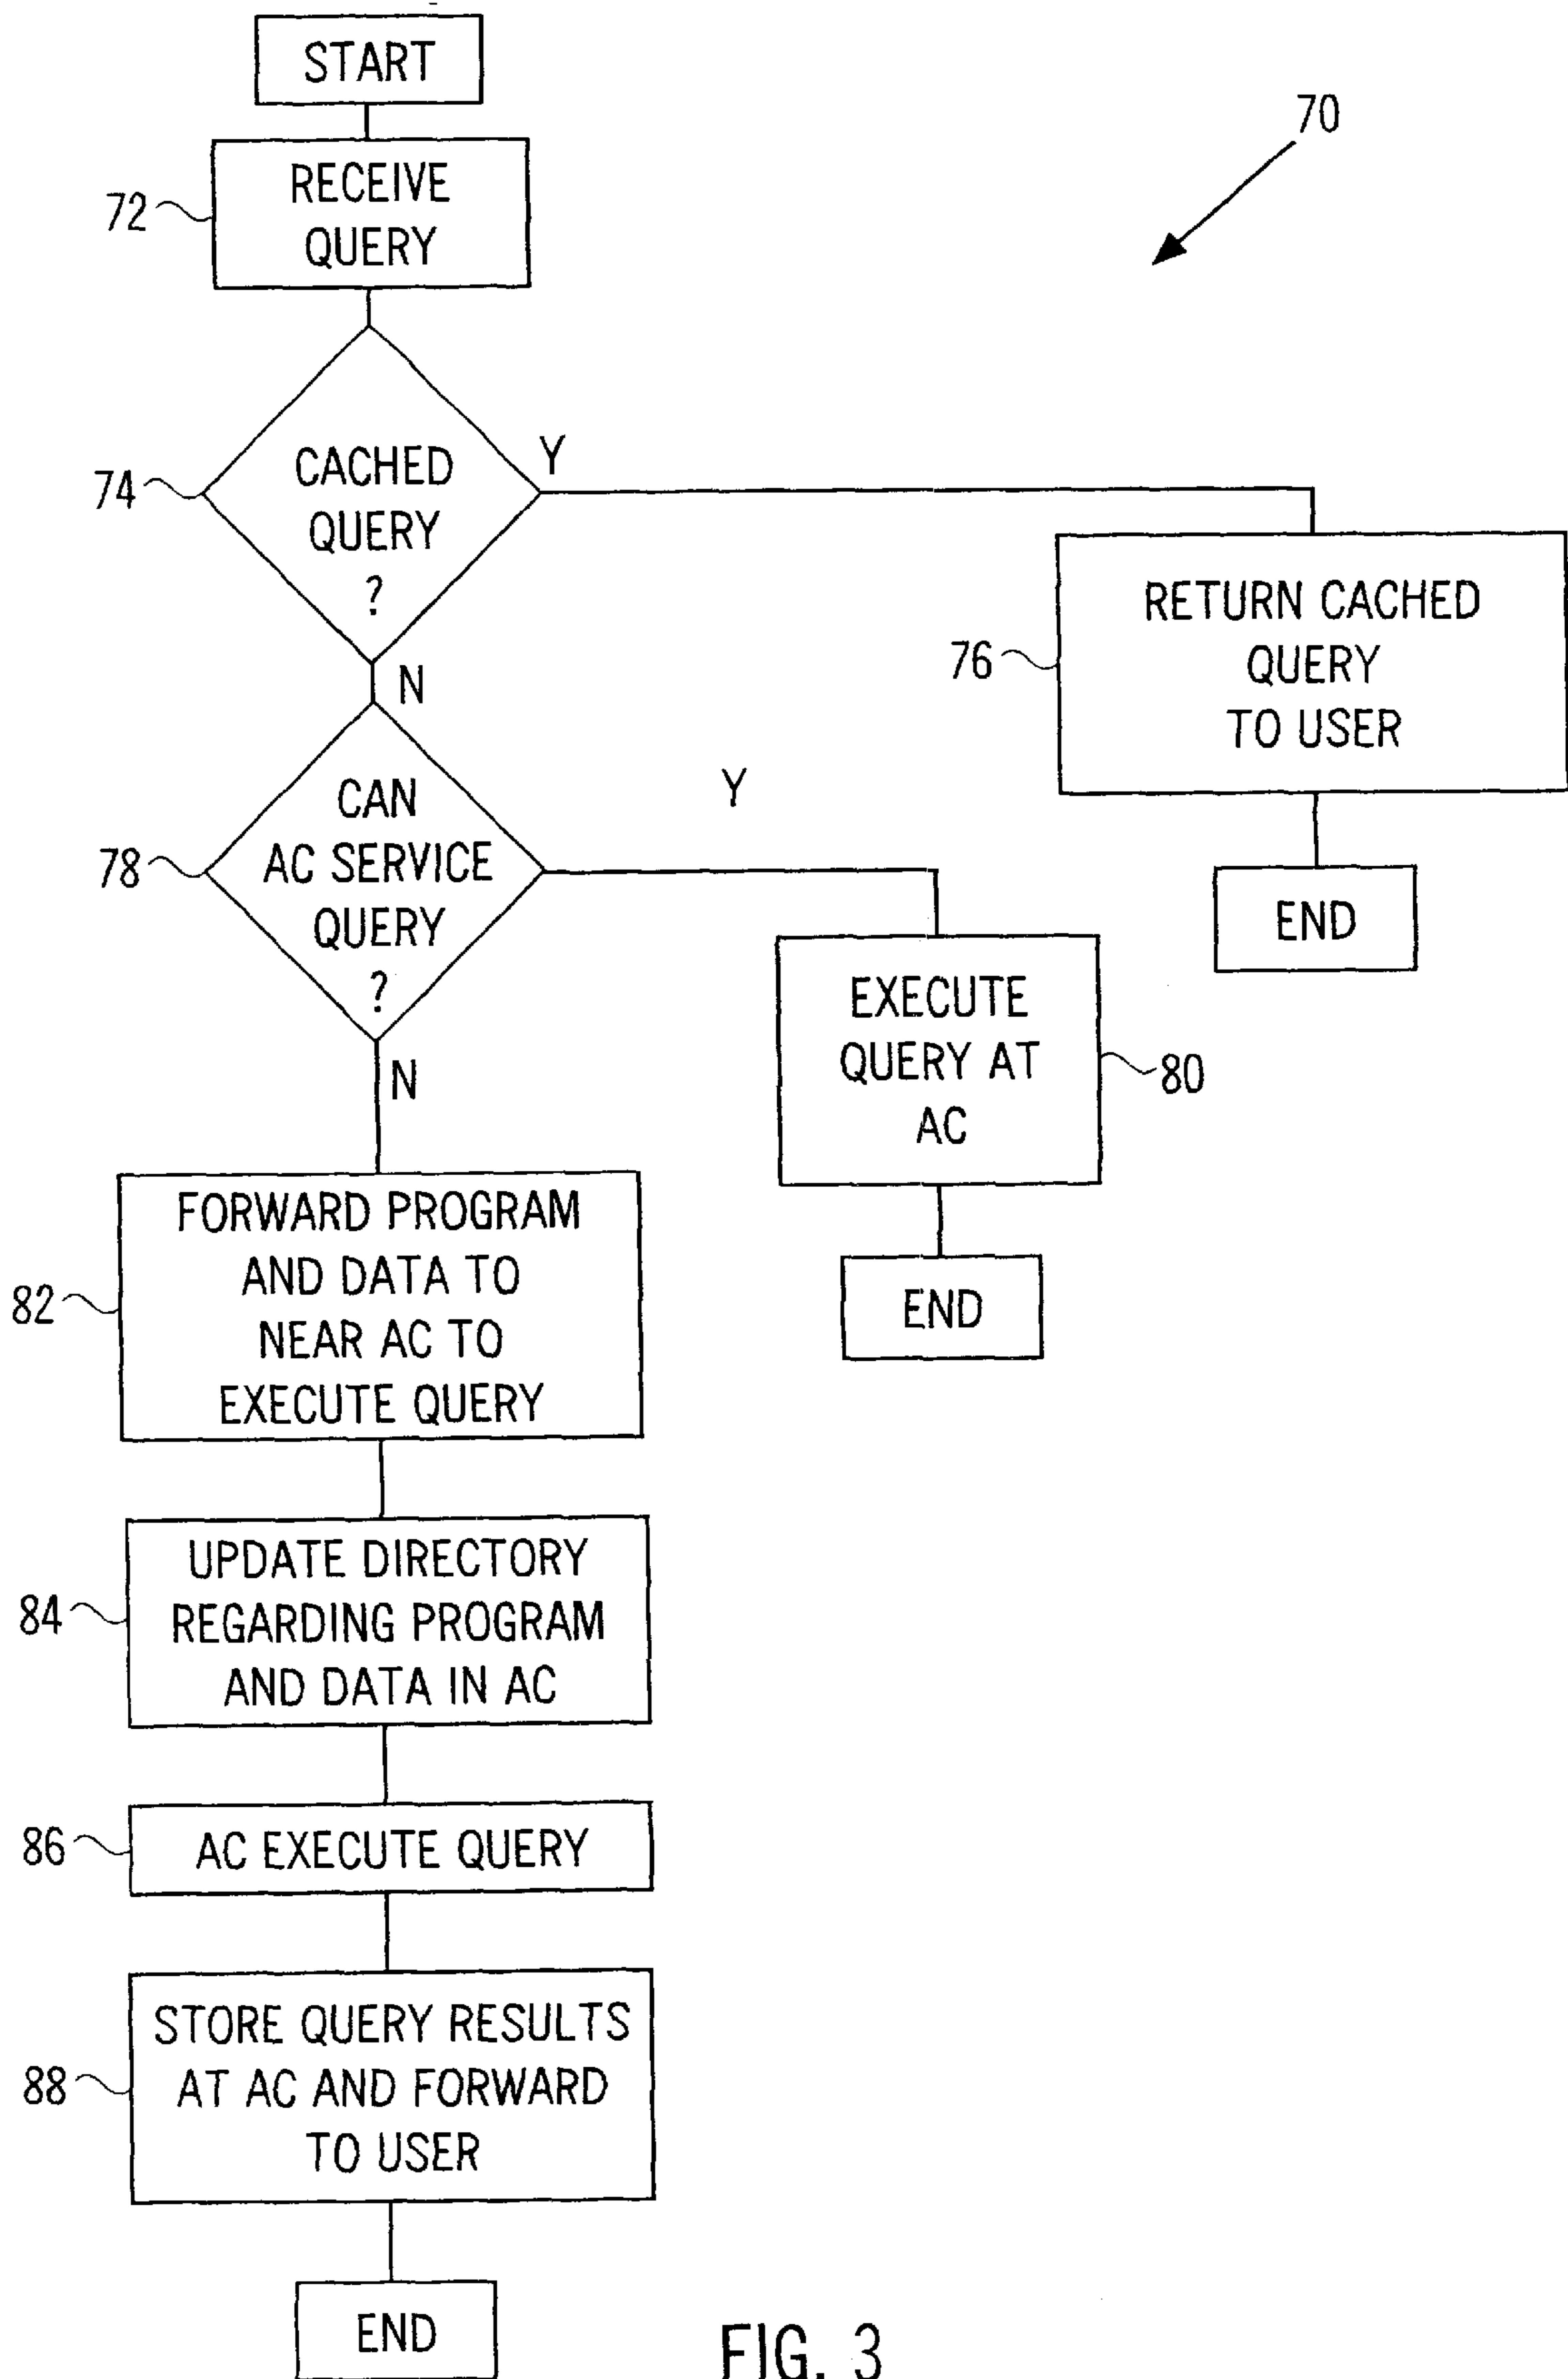 START
70
RECEIVE
QUERY
72
CACHED
QUERY
?
74
Y
N
RETURN CACHED
QUERY
TO USER
76
END
CAN
AC SERVICE
QUERY
?
78
Y
N
EXECUTE
QUERY AT
AC
80
END
FORWARD PROGRAM
AND DATA TO
NEAR AC TO
EXECUTE QUERY
82
UPDATE DIRECTORY
REGARDING PROGRAM
AND DATA IN AC
84
AC EXECUTE QUERY
86
STORE QUERY RESULTS
AT AC AND FORWARD
TO USER
88
END
FIG. 3